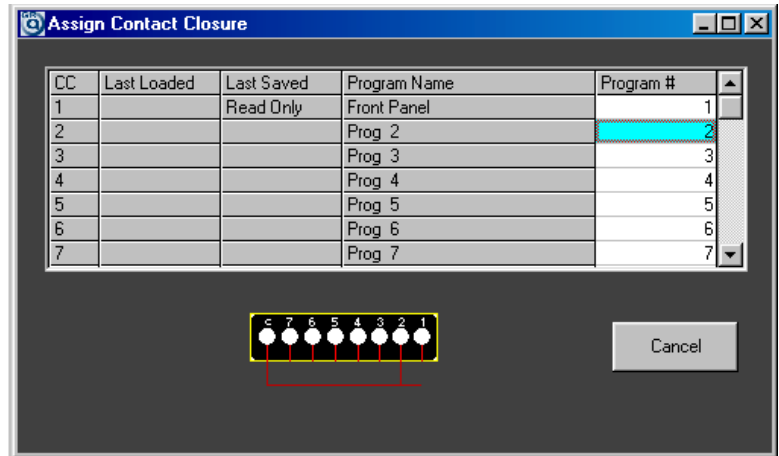 Assign Contact Closure
CC Last Loaded Last Saved Program Name Program #
1 Read Only Front Panel 1
2 Prog 2 2
3 Prog 3 3
4 Prog 4 4
5 Prog 5 5
6 Prog 6 6
7 Prog 7 7
c 7 6 5 4 3 2 1
Cancel